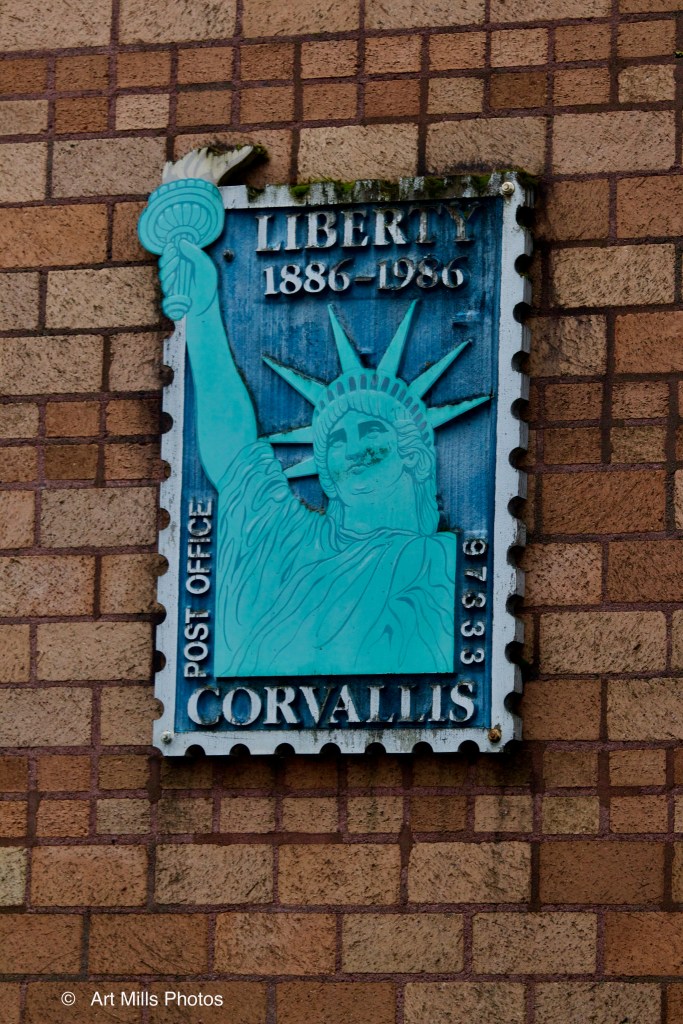 LIBERTY
1886-1986
POST OFFICE
97333
CORVALLIS
© Art Mills Photos